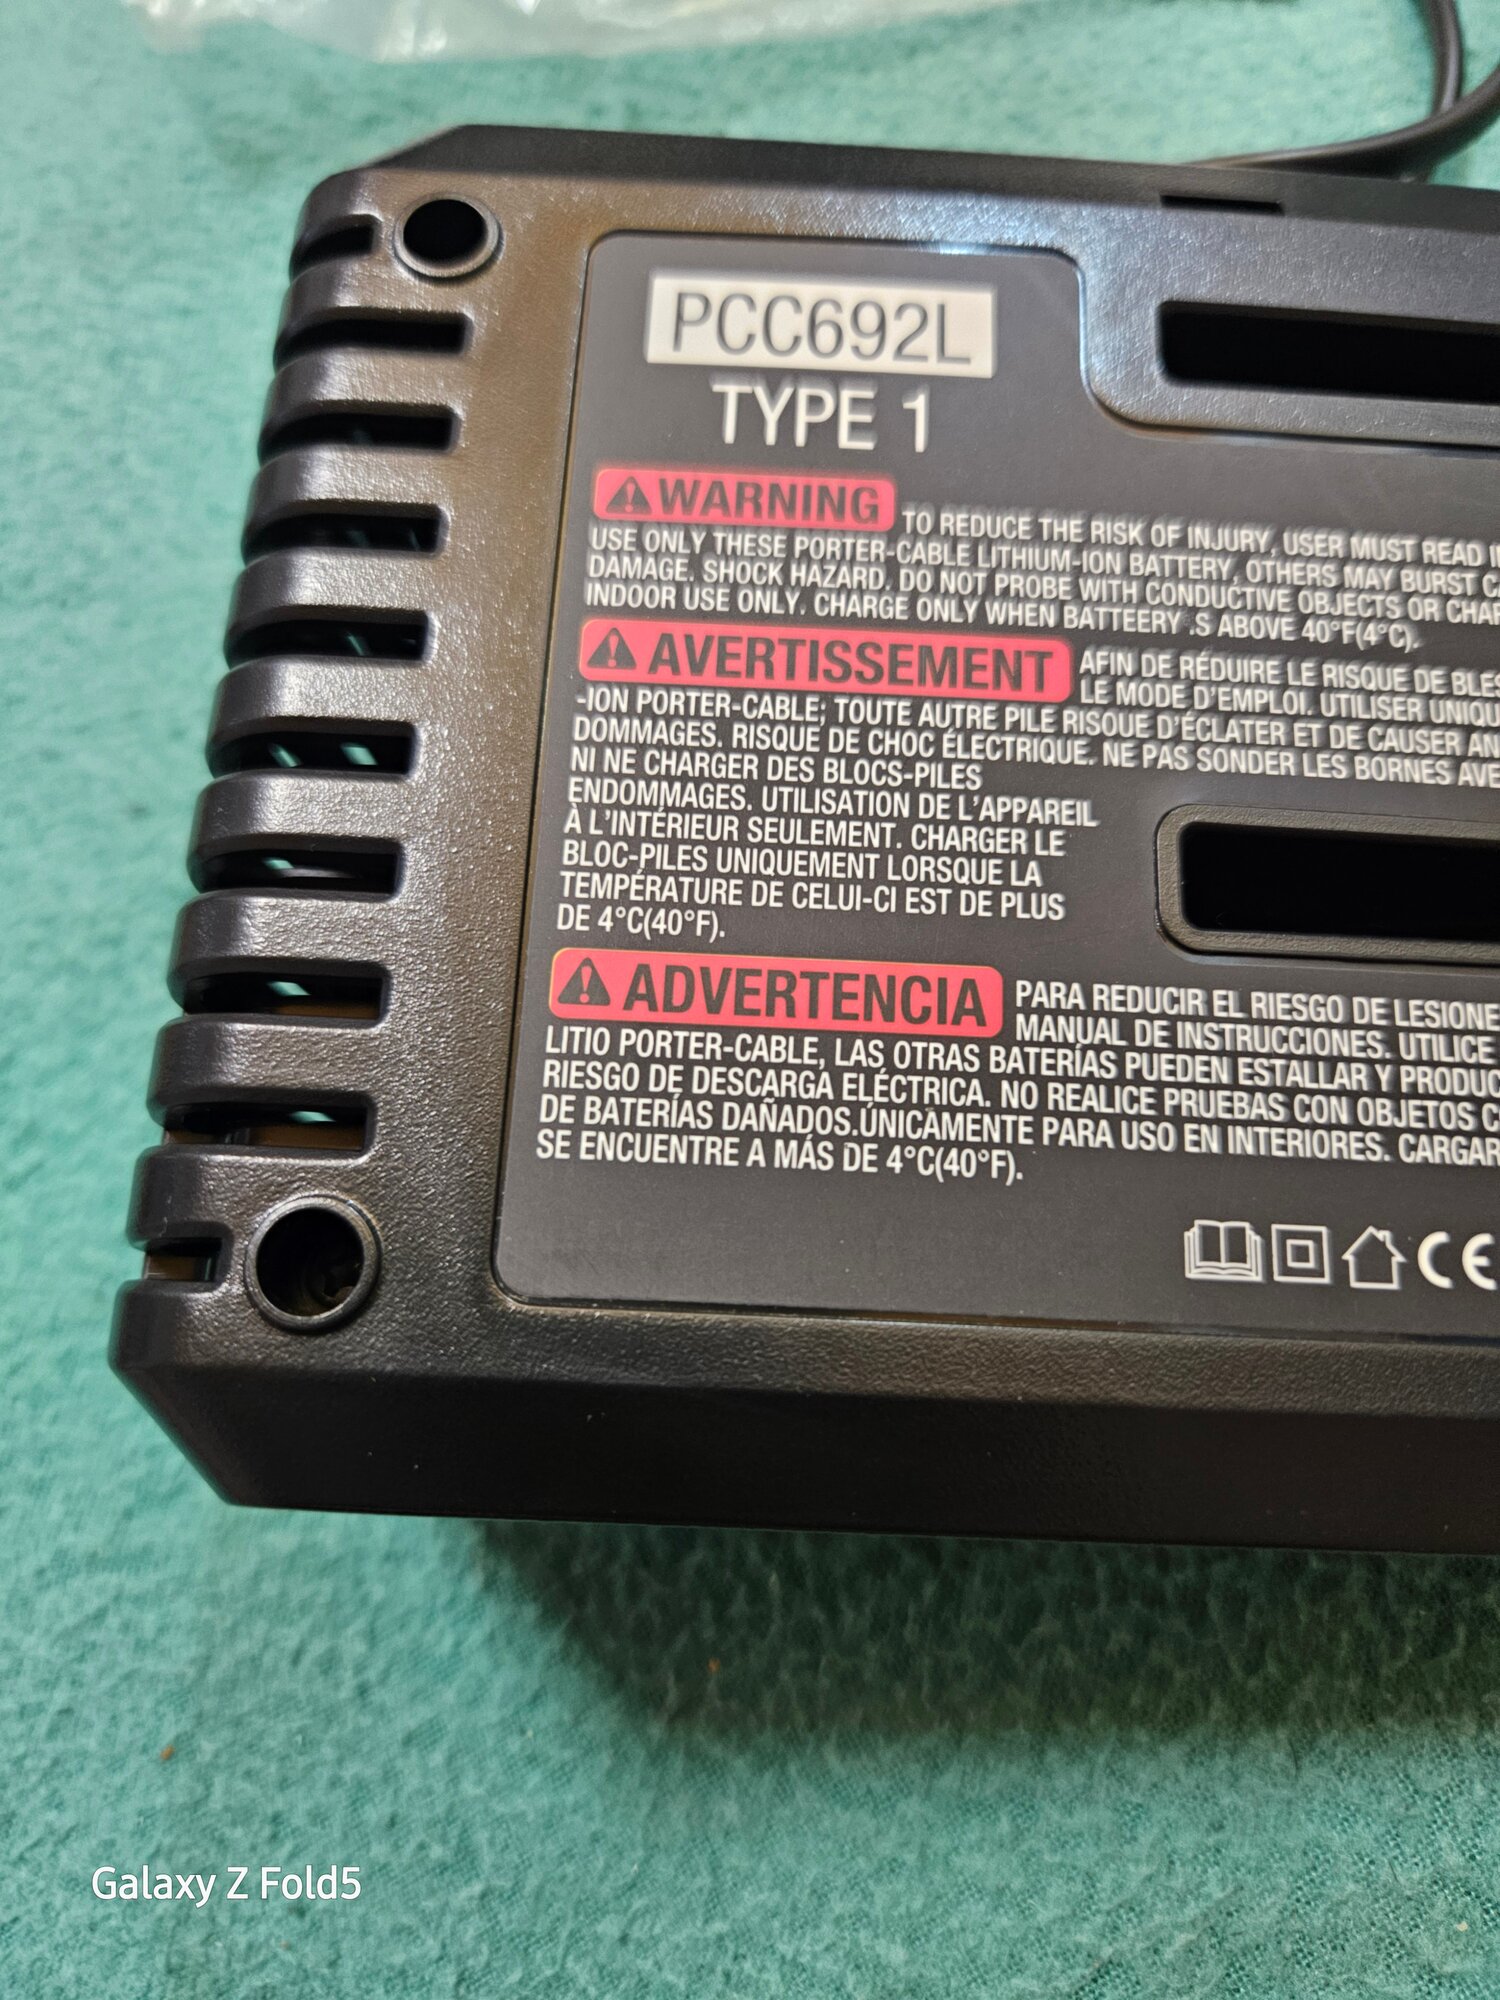 PCC692L
TYPE 1
WARNING TO REDUCE THE RISK OF INJURY, USER MUST READ
USE ONLY THESE PORTER-CABLE LITHIUM-ION BATTERY, OTHERS MAY BURST
DAMAGE. SHOCK HAZARD. DO NOT PROBE WITH CONDUCTIVE OBJECTS OR
INDOOR USE ONLY. CHARGE ONLY WHEN BATTEERY .S ABOVE 40°F(4°C).
AVERTISSEMENT AFIN DE RÉDUIRE LE RISQUE DE
LE MODE D'EMPLOI. UTILISER
-ION PORTER-CABLE; TOUTE AUTRE PILE RISQUE D'ÉCLATER ET DE CAUSER
DOMMAGES. RISQUE DE CHOC ÉLECTRIQUE. NE PAS SONDER LES BORNES
NI NE CHARGER DES BLOCS-PILES
ENDOMMAGES. UTILISATION DE L'APPAREIL
À L'INTÉRIEUR SEULEMENT. CHARGER LE
BLOC-PILES UNIQUEMENT LORSQUE LA
TEMPÉRATURE DE CELUI-CI EST DE PLUS
DE 4°C(40°F).
ADVERTENCIA PARA REDUCIR EL RIESGO DE
MANUAL DE INSTRUCCIONES. UTILICE
LITIO PORTER-CABLE, LAS OTRAS BATERÍAS PUEDEN ESTALLAR Y
RIESGO DE DESCARGA ELÉCTRICA. NO REALICE PRUEBAS CON OBJETOS
DE BATERÍAS DAÑADOS.ÚNICAMENTE PARA USO EN INTERIORES.
SE ENCUENTRE A MÁS DE 4°C(40°F).
CE
Galaxy Z Fold5